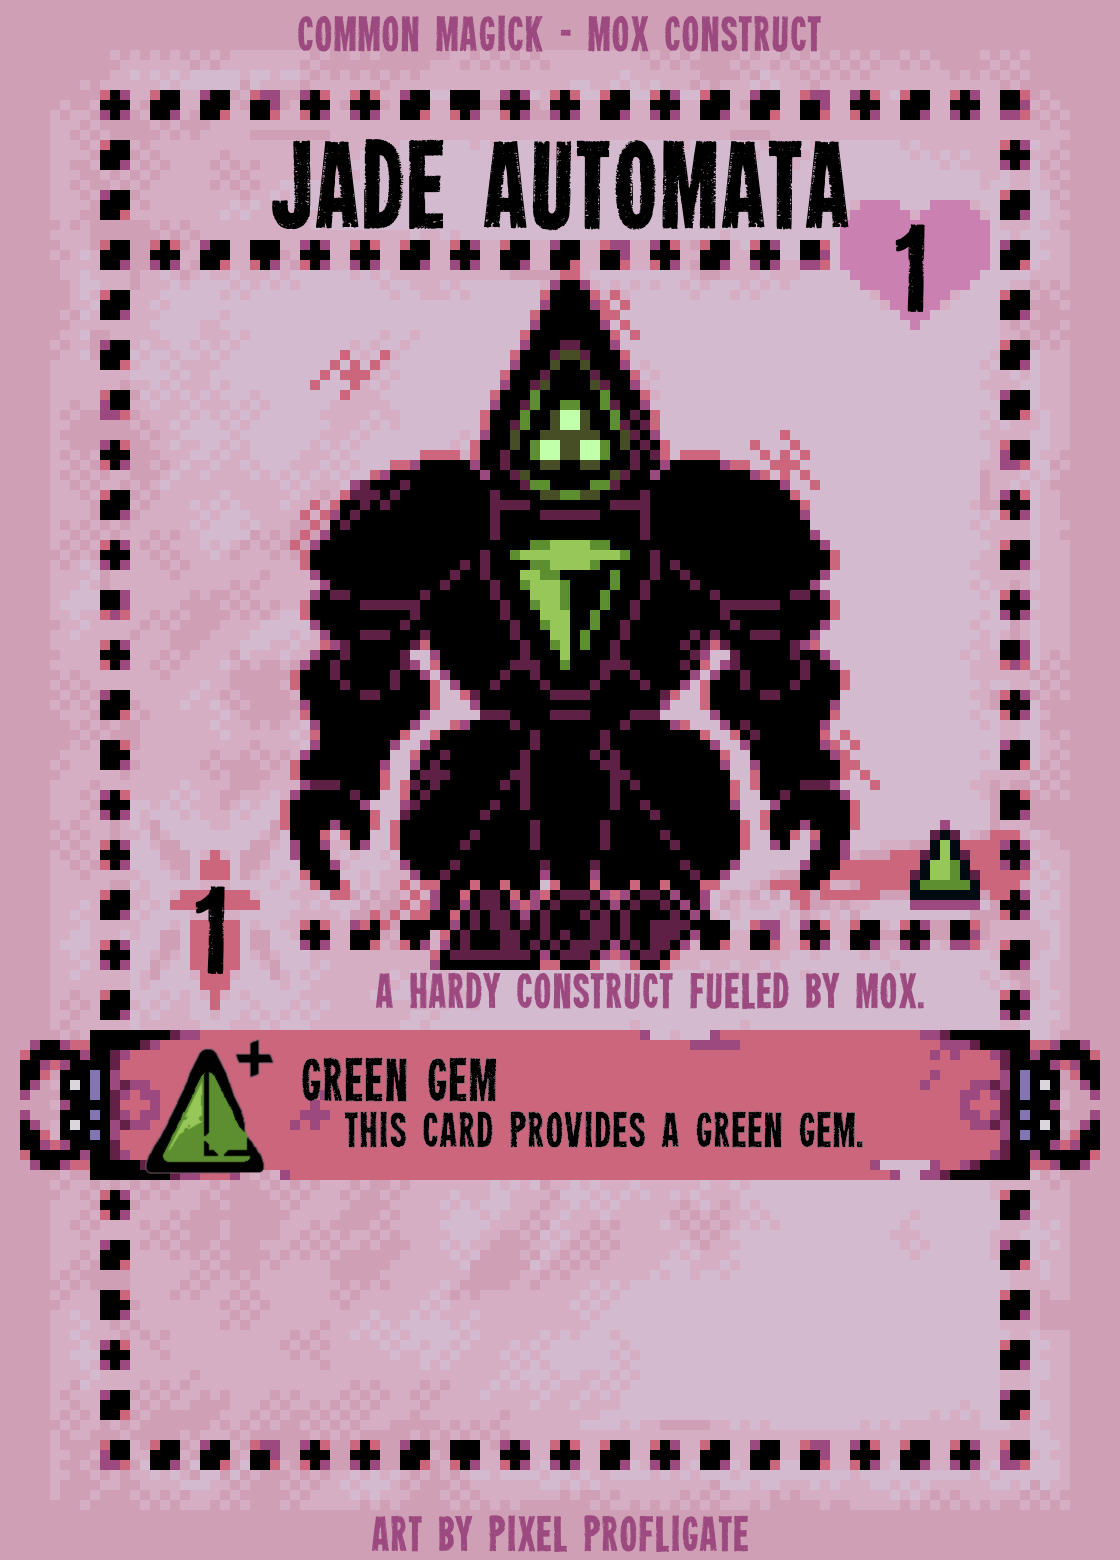 COMMON MAGICK - MOX CONSTRUCT
JADE AUTOMATA
1
1
A HARDY CONSTRUCT FUELED BY MOX.
GREEN GEM
THIS CARD PROVIDES A GREEN GEM.
ART BY PIXEL PROFLIGATE